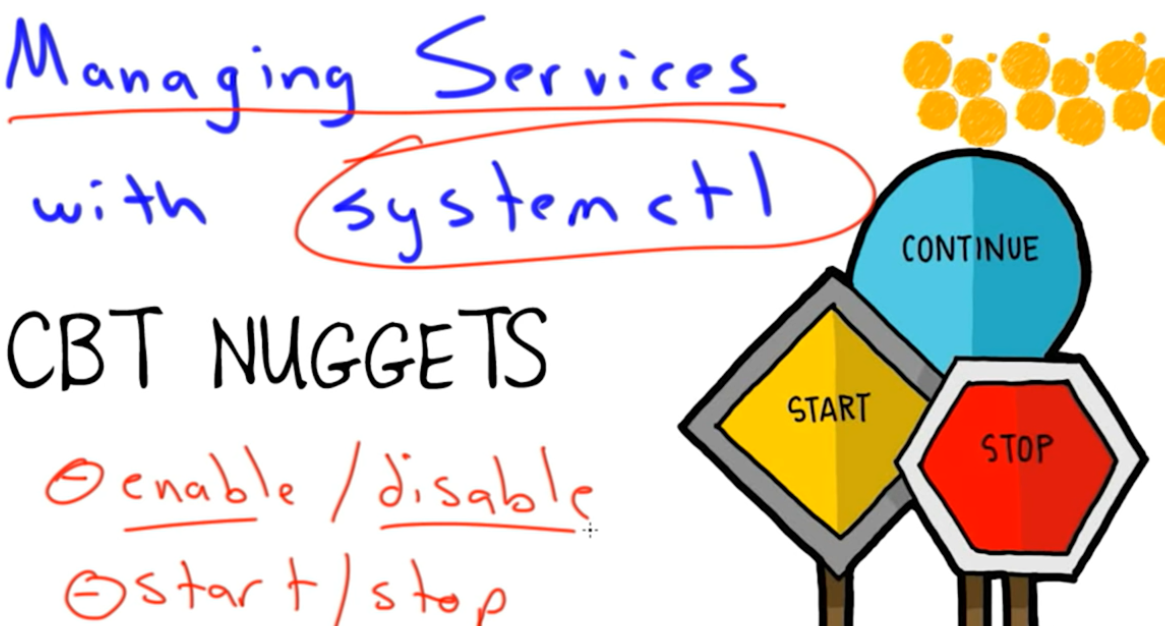 Managing Services
with systemctl
CBT NUGGETS
enable / disable
start / stop
CONTINUE
START
STOP